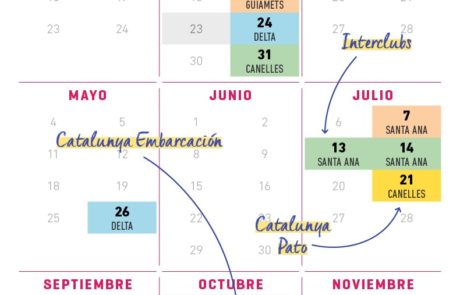 GUIAMETS
23 24 23 24
DELTA
30 31
CANELLES
Interclubs
MAYO JUNIO JULIO
4 5 1 2 6 7
SANTA ANA
Catalunya Embarcación
11 12 8 9 13 14
SANTA ANA SANTA ANA
18 19 15 16 20 21
CANELLES
25 26 22 23 27 28
DELTA
Catalunya
Pato
29 30
SEPTIEMBRE OCTUBRE NOVIEMBRE